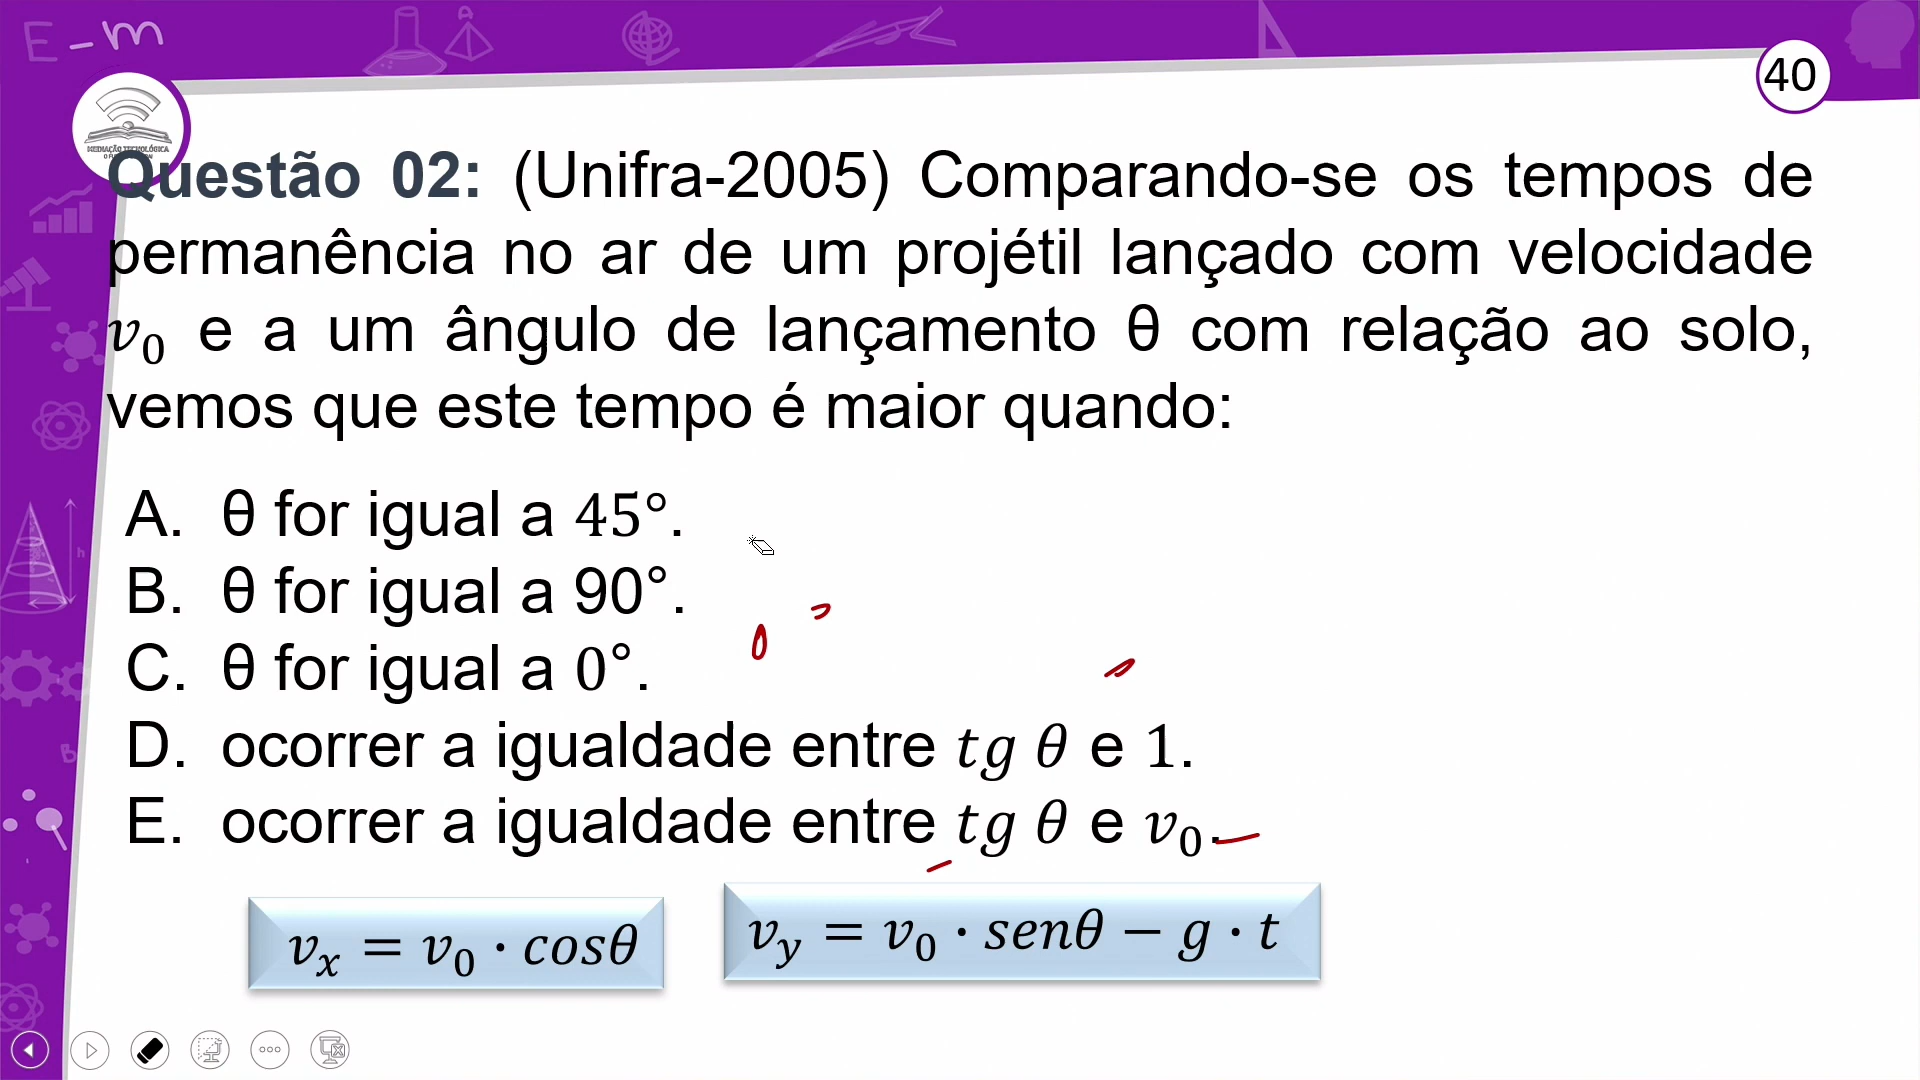 E-m
40
MEDIAÇÃO TECNOLÓGICA
Questão 02: (Unifra-2005) Comparando-se os tempos de
permanência no ar de um projétil lançado com velocidade
v₀ e a um ângulo de lançamento θ com relação ao solo,
vemos que este tempo é maior quando:
A. θ for igual a 45°.
B. θ for igual a 90°.
C. θ for igual a 0°.
D. ocorrer a igualdade entre tg θ e 1.
E. ocorrer a igualdade entre tg θ e v₀.
vₓ = v₀ · cosθ
v_y = v₀ · senθ − g · t